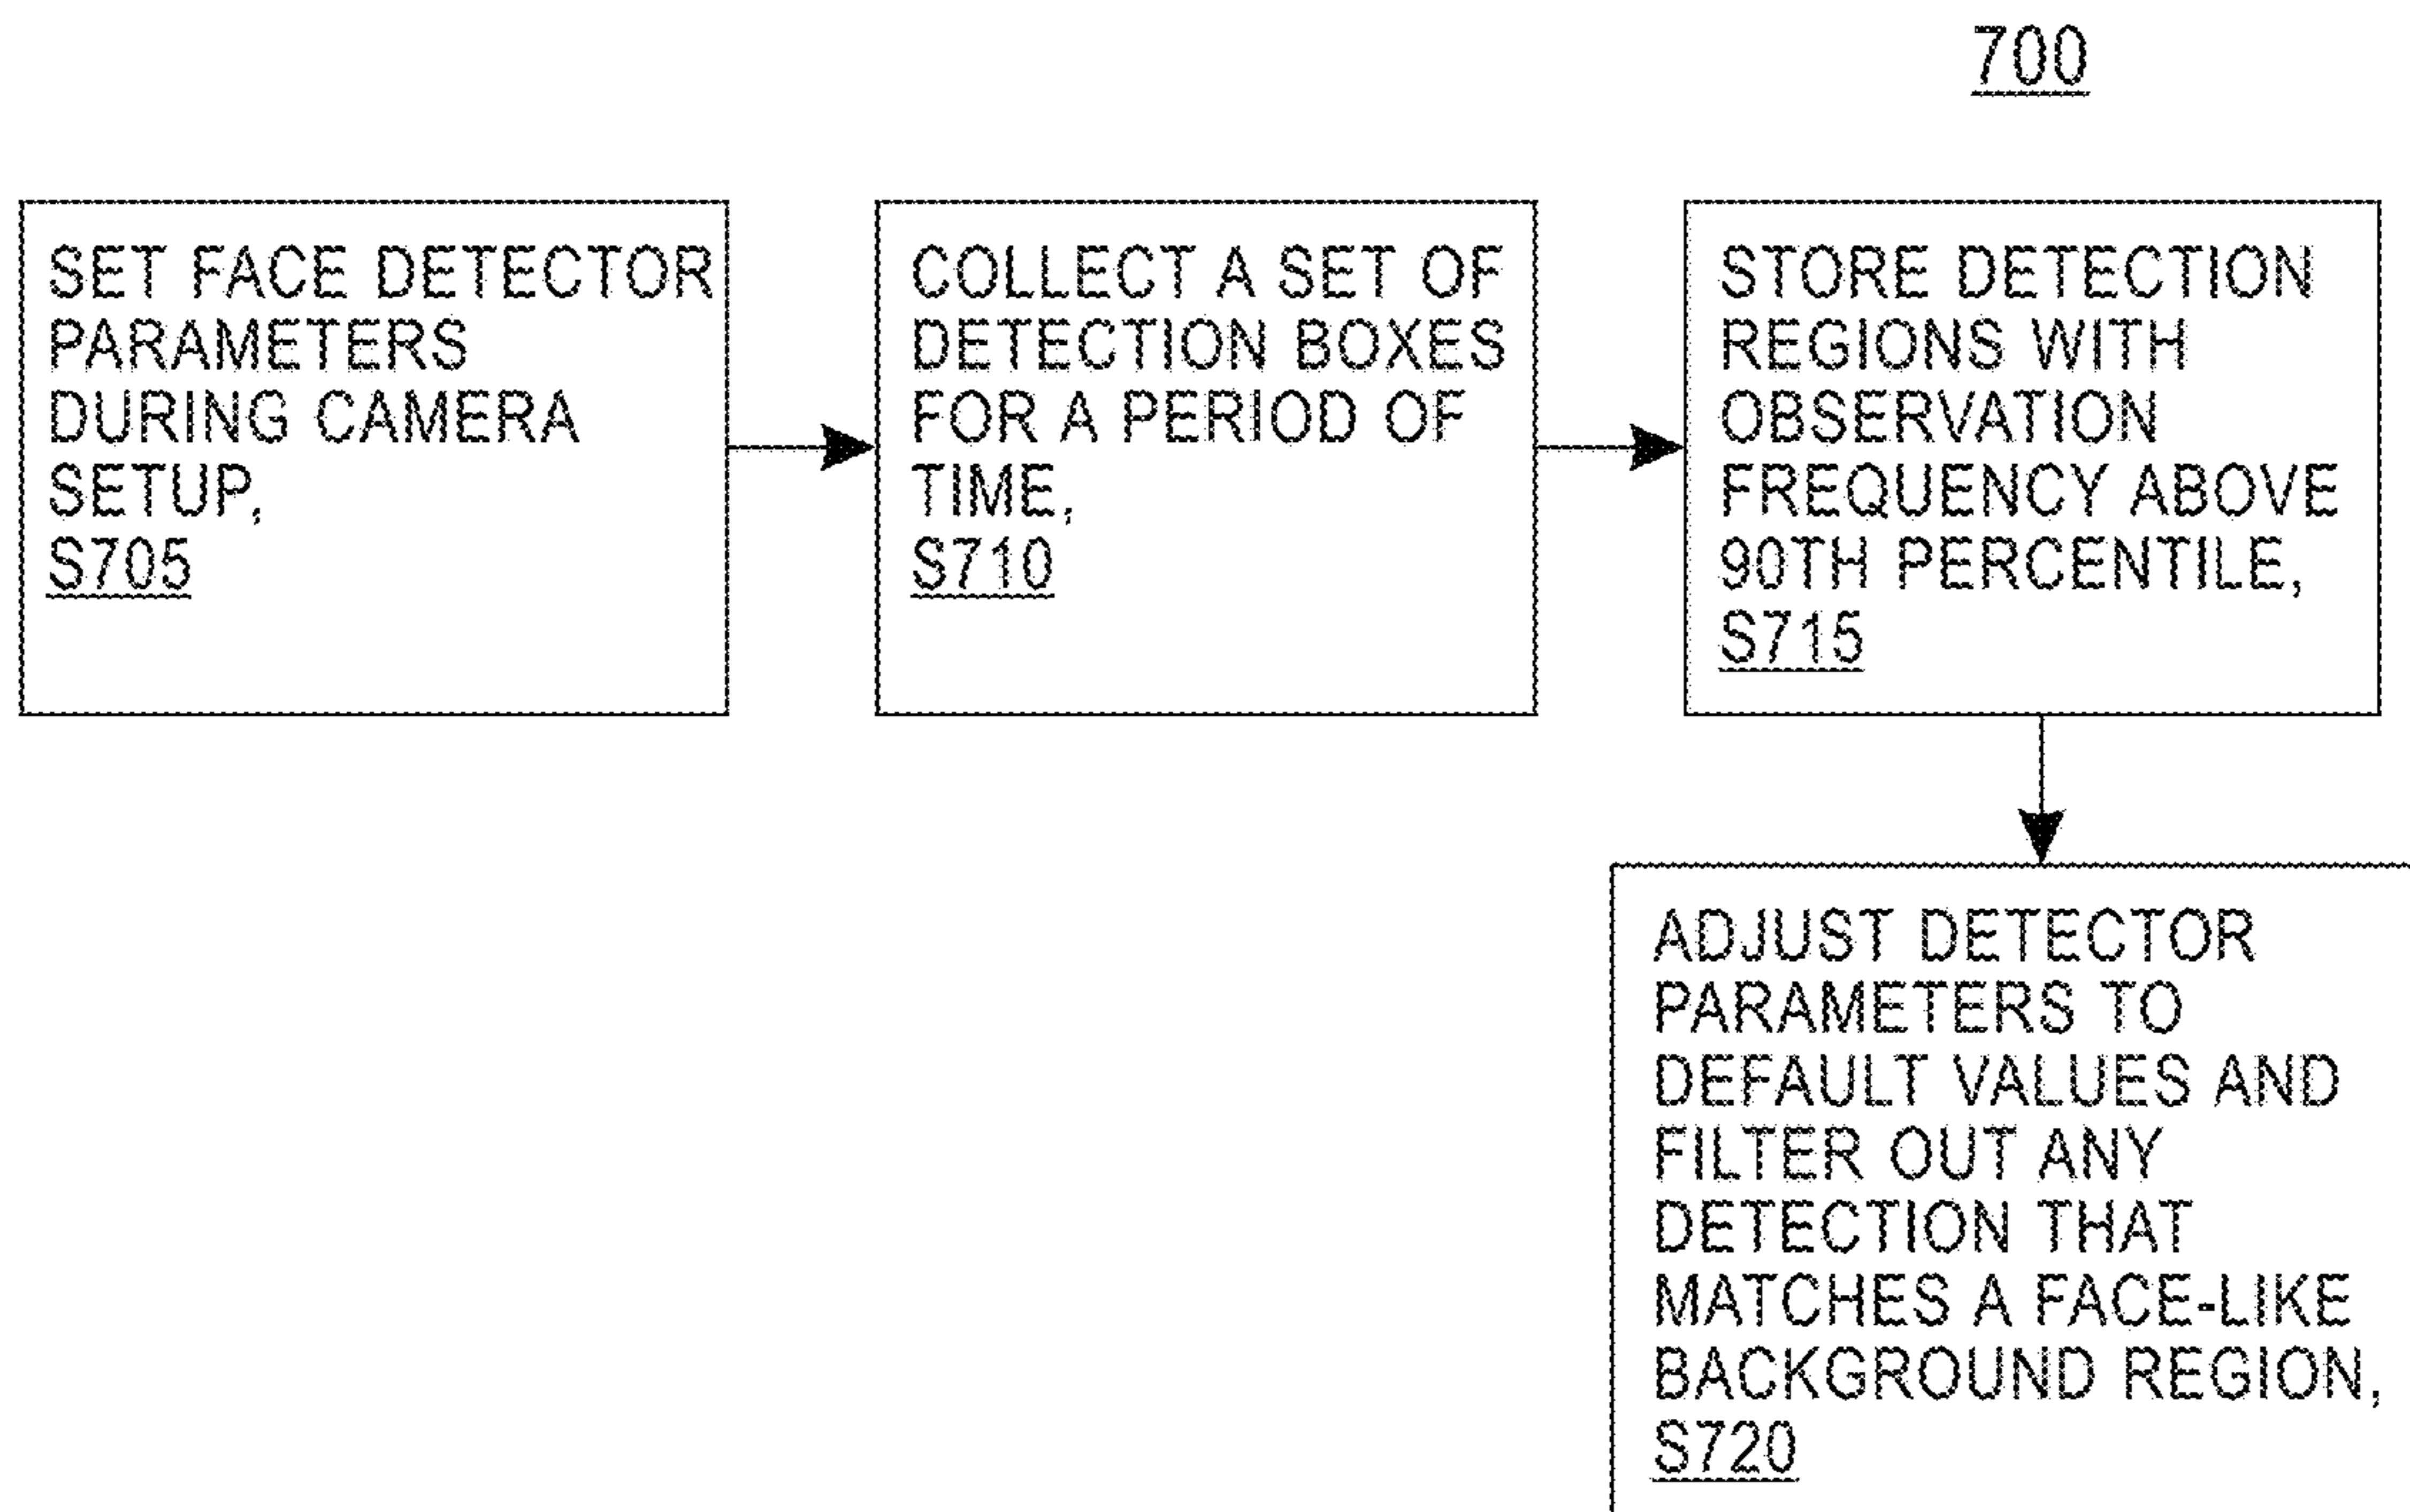 700
SET FACE DETECTOR
PARAMETERS
DURING CAMERA
SETUP,
S705
COLLECT A SET OF
DETECTION BOXES
FOR A PERIOD OF
TIME,
S710
STORE DETECTION
REGIONS WITH
OBSERVATION
FREQUENCY ABOVE
90TH PERCENTILE,
S715
ADJUST DETECTOR
PARAMETERS TO
DEFAULT VALUES AND
FILTER OUT ANY
DETECTION THAT
MATCHES A FACE-LIKE
BACKGROUND REGION,
S720